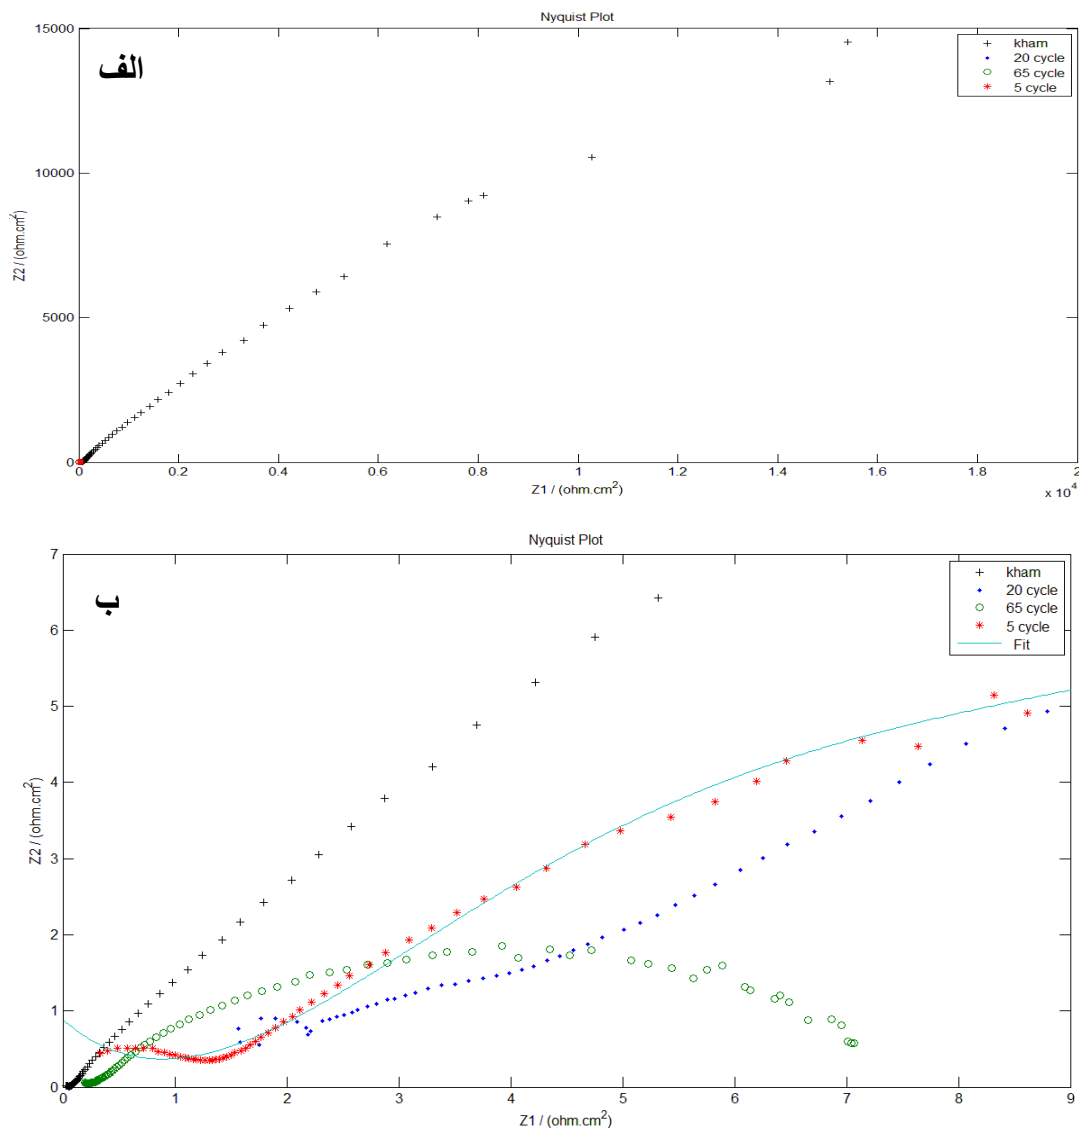 Nyquist Plot
الف
15000
10000
5000
0
Z2 / (ohm.cm²)
kham
20 cycle
65 cycle
5 cycle
0 0.2 0.4 0.6 0.8 1 1.2 1.4 1.6 1.8 2
x 10⁴
Z1 / (ohm.cm²)
Nyquist Plot
ب
7
6
5
4
3
2
1
0
Z2 / (ohm.cm²)
kham
20 cycle
65 cycle
5 cycle
Fit
0 1 2 3 4 5 6 7 8 9
Z1 / (ohm.cm²)